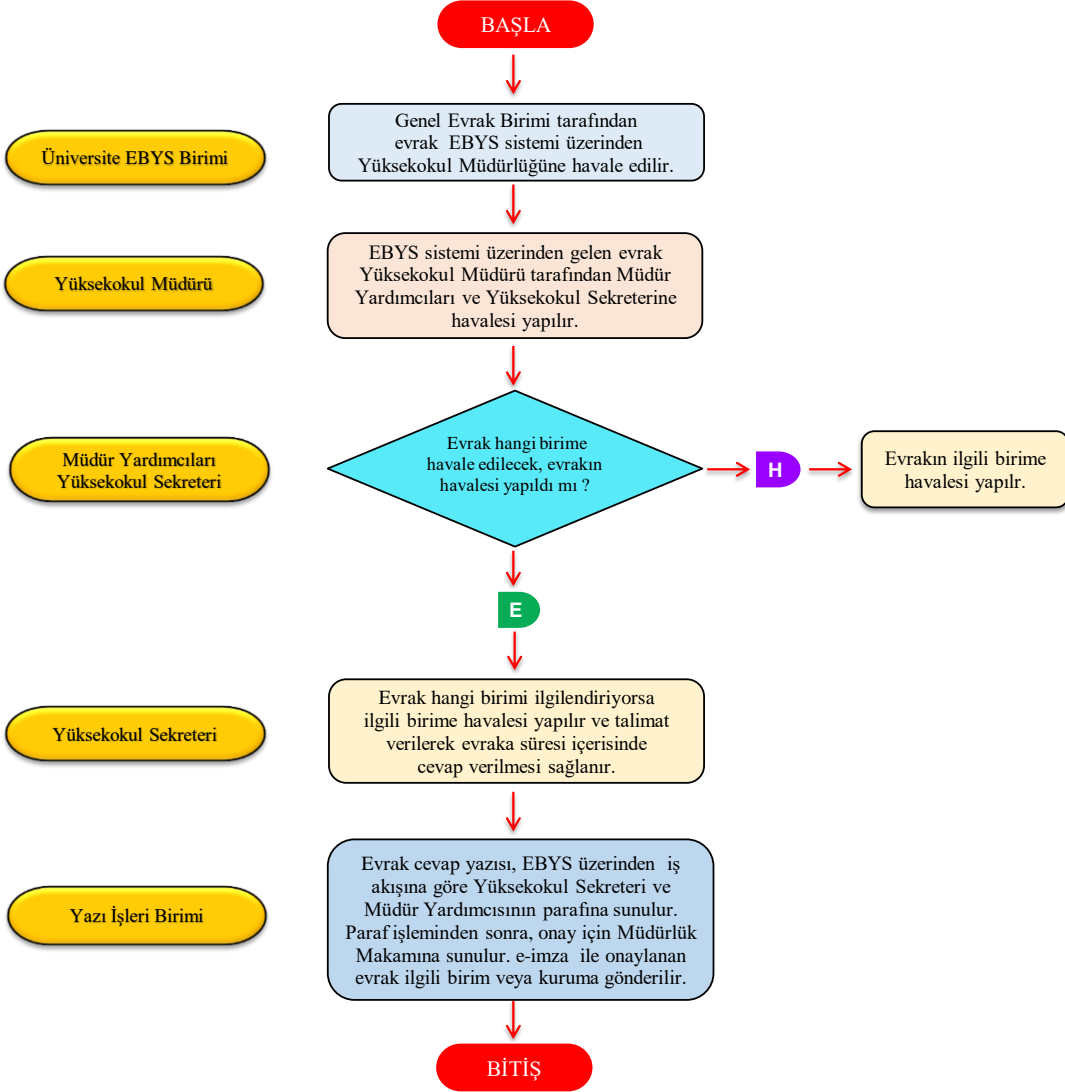 BAŞLA
Üniversite EBYS Birimi
Genel Evrak Birimi tarafından
evrak EBYS sistemi üzerinden
Yüksekokul Müdürlüğüne havale edilir.
Yüksekokul Müdürü
EBYS sistemi üzerinden gelen evrak
Yüksekokul Müdürü tarafından Müdür
Yardımcıları ve Yüksekokul Sekreterine
havalesi yapılır.
Müdür Yardımcıları
Yüksekokul Sekreteri
Evrak hangi birime
havale edilecek, evrakın
havalesi yapıldı mı ?
H
Evrakın ilgili birime
havalesi yapılr.
E
Yüksekokul Sekreteri
Evrak hangi birimi ilgilendiriyorsa
ilgili birime havalesi yapılır ve talimat
verilerek evraka süresi içerisinde
cevap verilmesi sağlanır.
Yazı İşleri Birimi
Evrak cevap yazısı, EBYS üzerinden iş
akışına göre Yüksekokul Sekreteri ve
Müdür Yardımcısının parafına sunulur.
Paraf işleminden sonra, onay için Müdürlük
Makamına sunulur. e-imza ile onaylanan
evrak ilgili birim veya kuruma gönderilir.
BİTİŞ